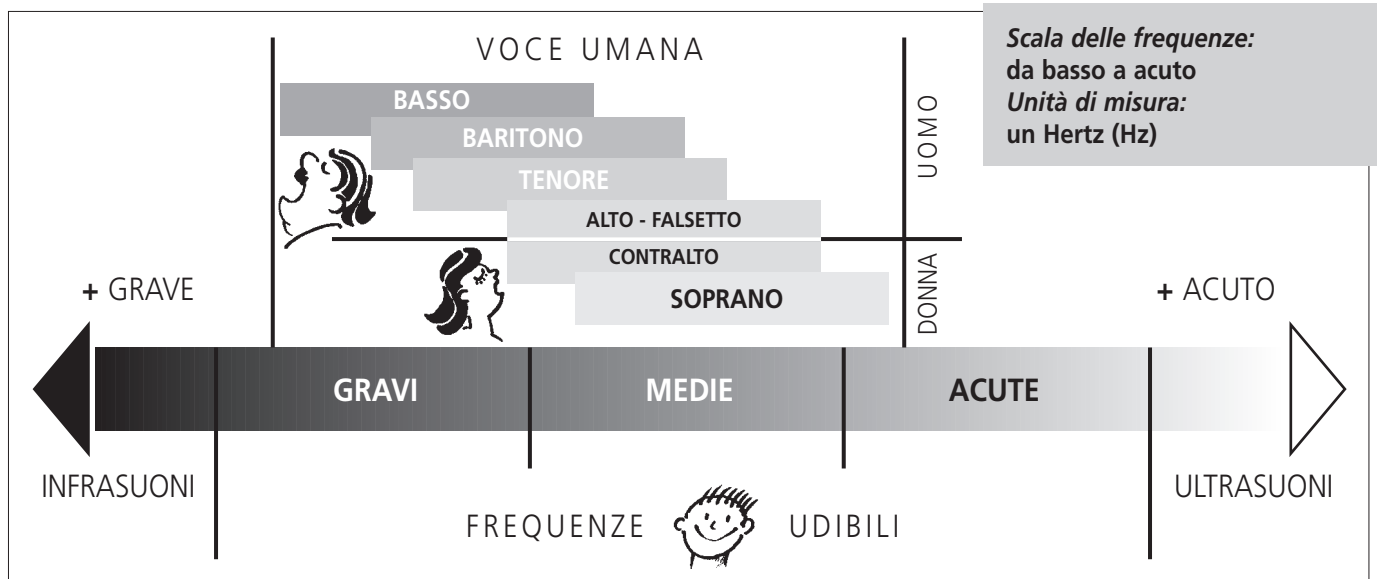 VOCE UMANA
Scala delle frequenze:
da basso a acuto
Unità di misura:
un Hertz (Hz)
BASSO
BARITONO
TENORE
ALTO - FALSETTO
UOMO
CONTRALTO
SOPRANO
DONNA
+ GRAVE
+ ACUTO
GRAVI
MEDIE
ACUTE
INFRASUONI
ULTRASUONI
FREQUENZE UDIBILI